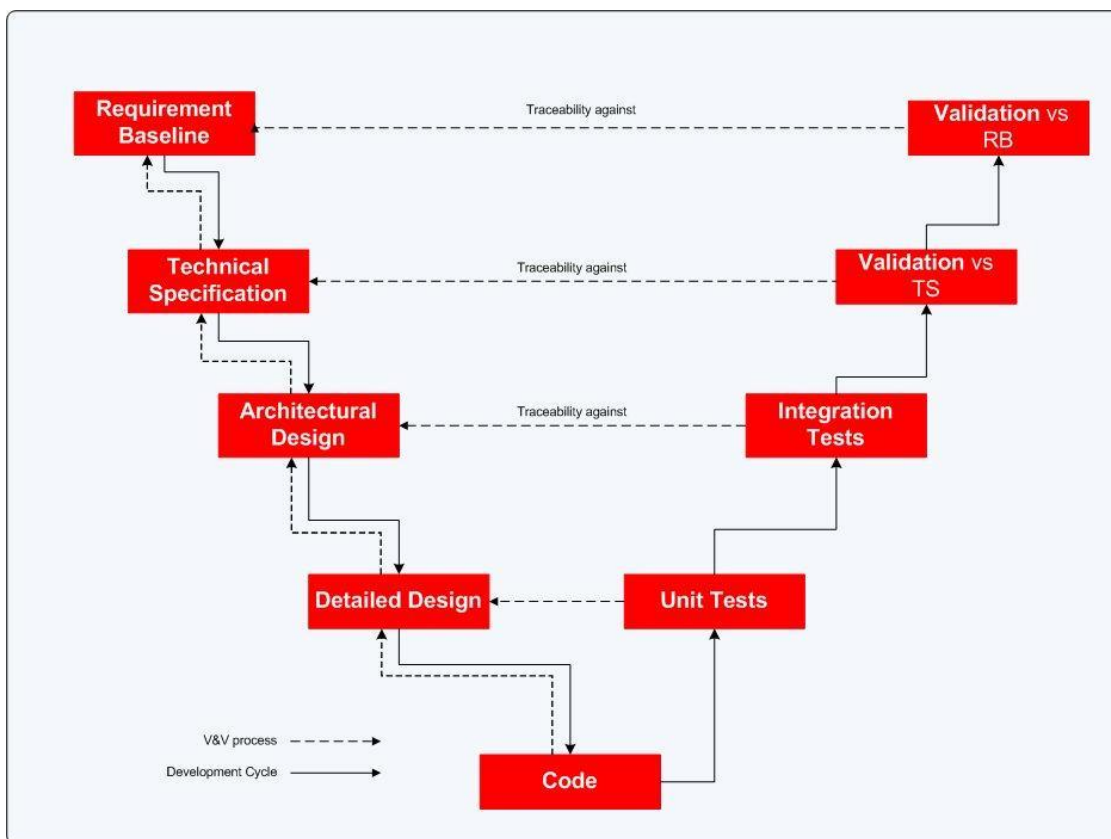 Requirement
Baseline
Traceability against
Validation vs
RB
Technical
Specification
Traceability against
Validation vs
TS
Architectural
Design
Traceability against
Integration
Tests
Detailed Design
Unit Tests
V&V process
Development Cycle
Code